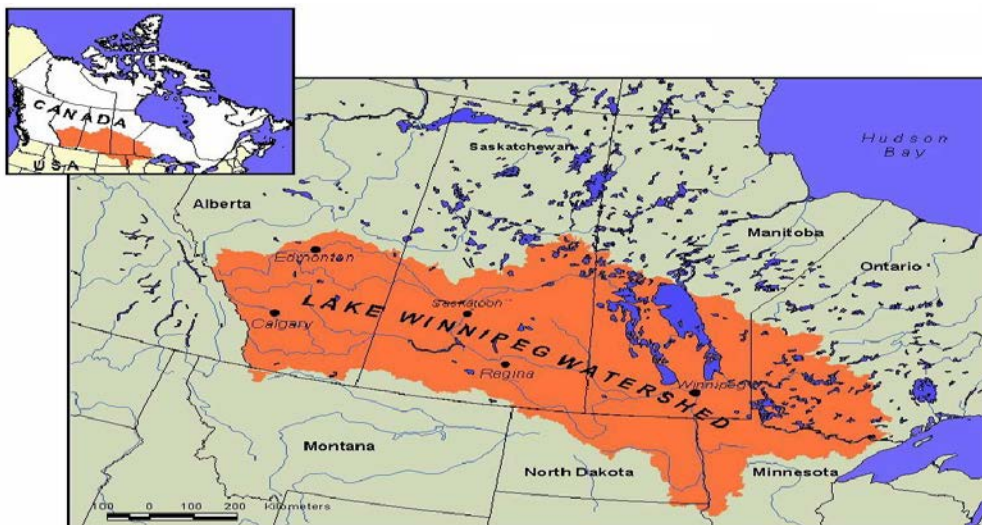 CANADA
USA
Hudson
Bay
Saskatchewan
Alberta
Manitoba
Ontario
Edmonton
LAKE WINNIPEG WATERSHED
Saskatoon
Calgary
Regina
Winnipeg
Montana
North Dakota
Minnesota
100 0 100 200 Kilometers